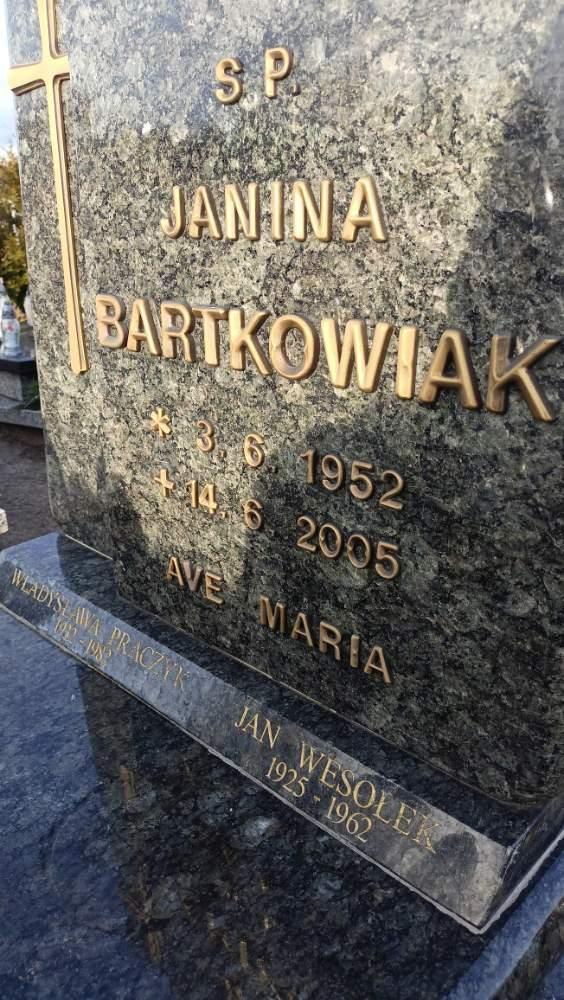 S P.
JANINA
BARTKOWIAK
* 3. 6. 1952
+ 14. 6 2005
AVE MARIA
WŁADYSŁAWA PRACZYK
JAN WESOŁEK
1925 - 1962